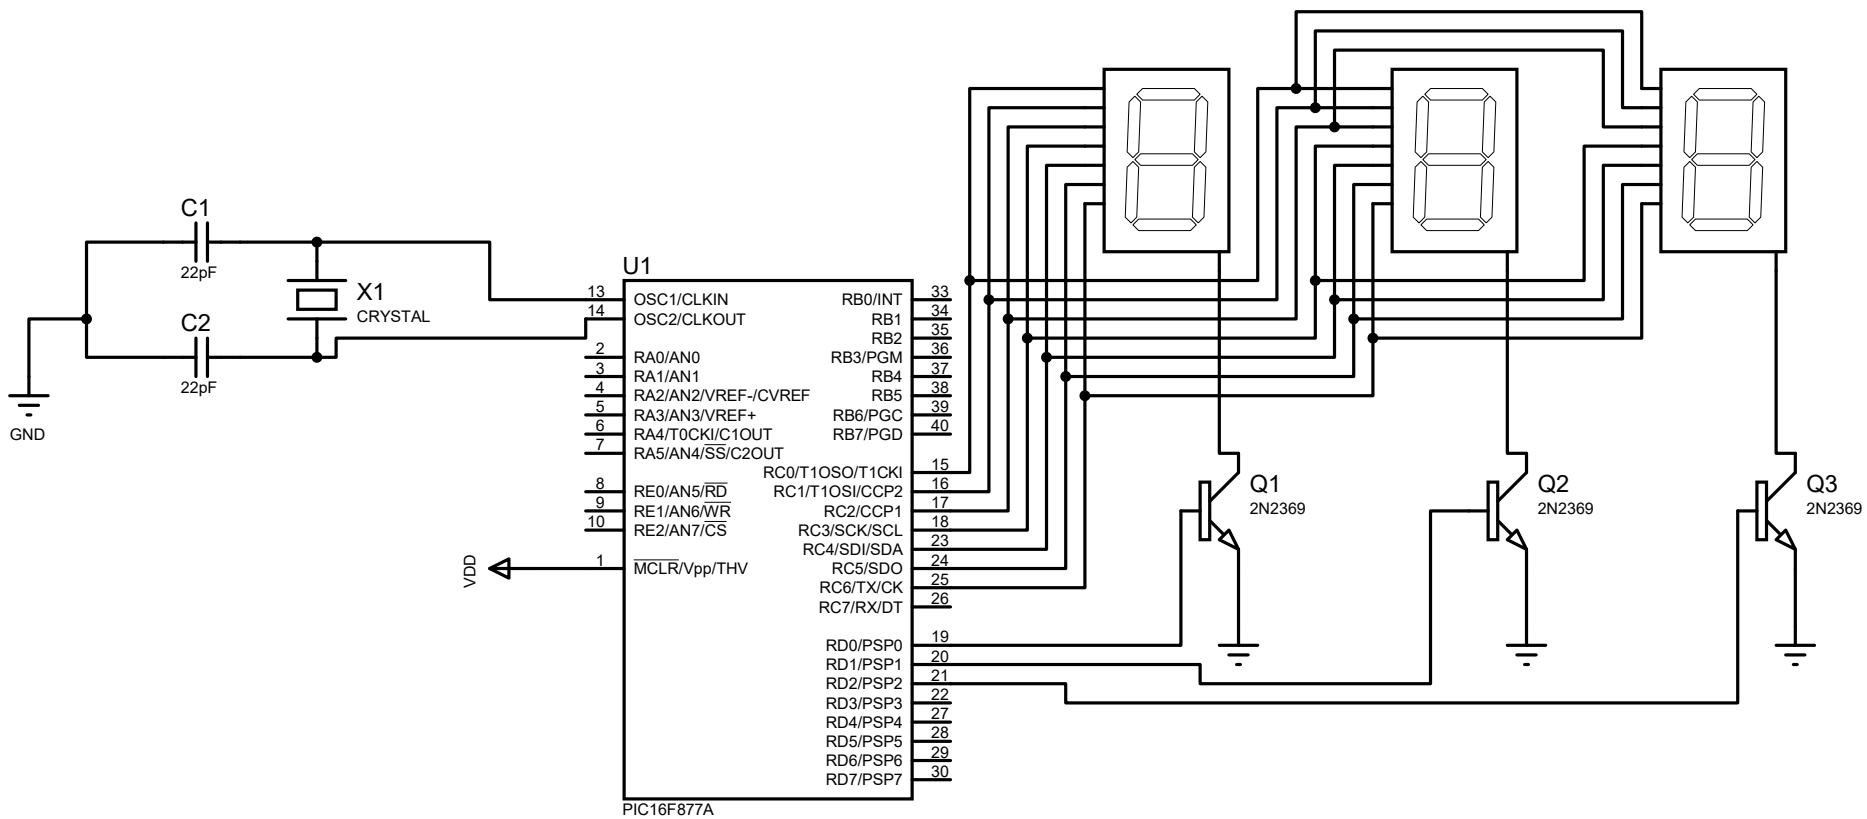 C1
22pF
X1
CRYSTAL
C2
22pF
GND
VDD
U1
13 OSC1/CLKIN
14 OSC2/CLKOUT
2 RA0/AN0
3 RA1/AN1
4 RA2/AN2/VREF-/CVREF
5 RA3/AN3/VREF+
6 RA4/T0CKI/C1OUT
7 RA5/AN4/SS/C2OUT
8 RE0/AN5/RD
9 RE1/AN6/WR
10 RE2/AN7/CS
1 MCLR/Vpp/THV
RB0/INT 33
RB1 34
RB2 35
RB3/PGM 36
RB4 37
RB5 38
RB6/PGC 39
RB7/PGD 40
RC0/T1OSO/T1CKI 15
RC1/T1OSI/CCP2 16
RC2/CCP1 17
RC3/SCK/SCL 18
RC4/SDI/SDA 23
RC5/SDO 24
RC6/TX/CK 25
RC7/RX/DT 26
RD0/PSP0 19
RD1/PSP1 20
RD2/PSP2 21
RD3/PSP3 22
RD4/PSP4 27
RD5/PSP5 28
RD6/PSP6 29
RD7/PSP7 30
PIC16F877A
Q1
2N2369
Q2
2N2369
Q3
2N2369